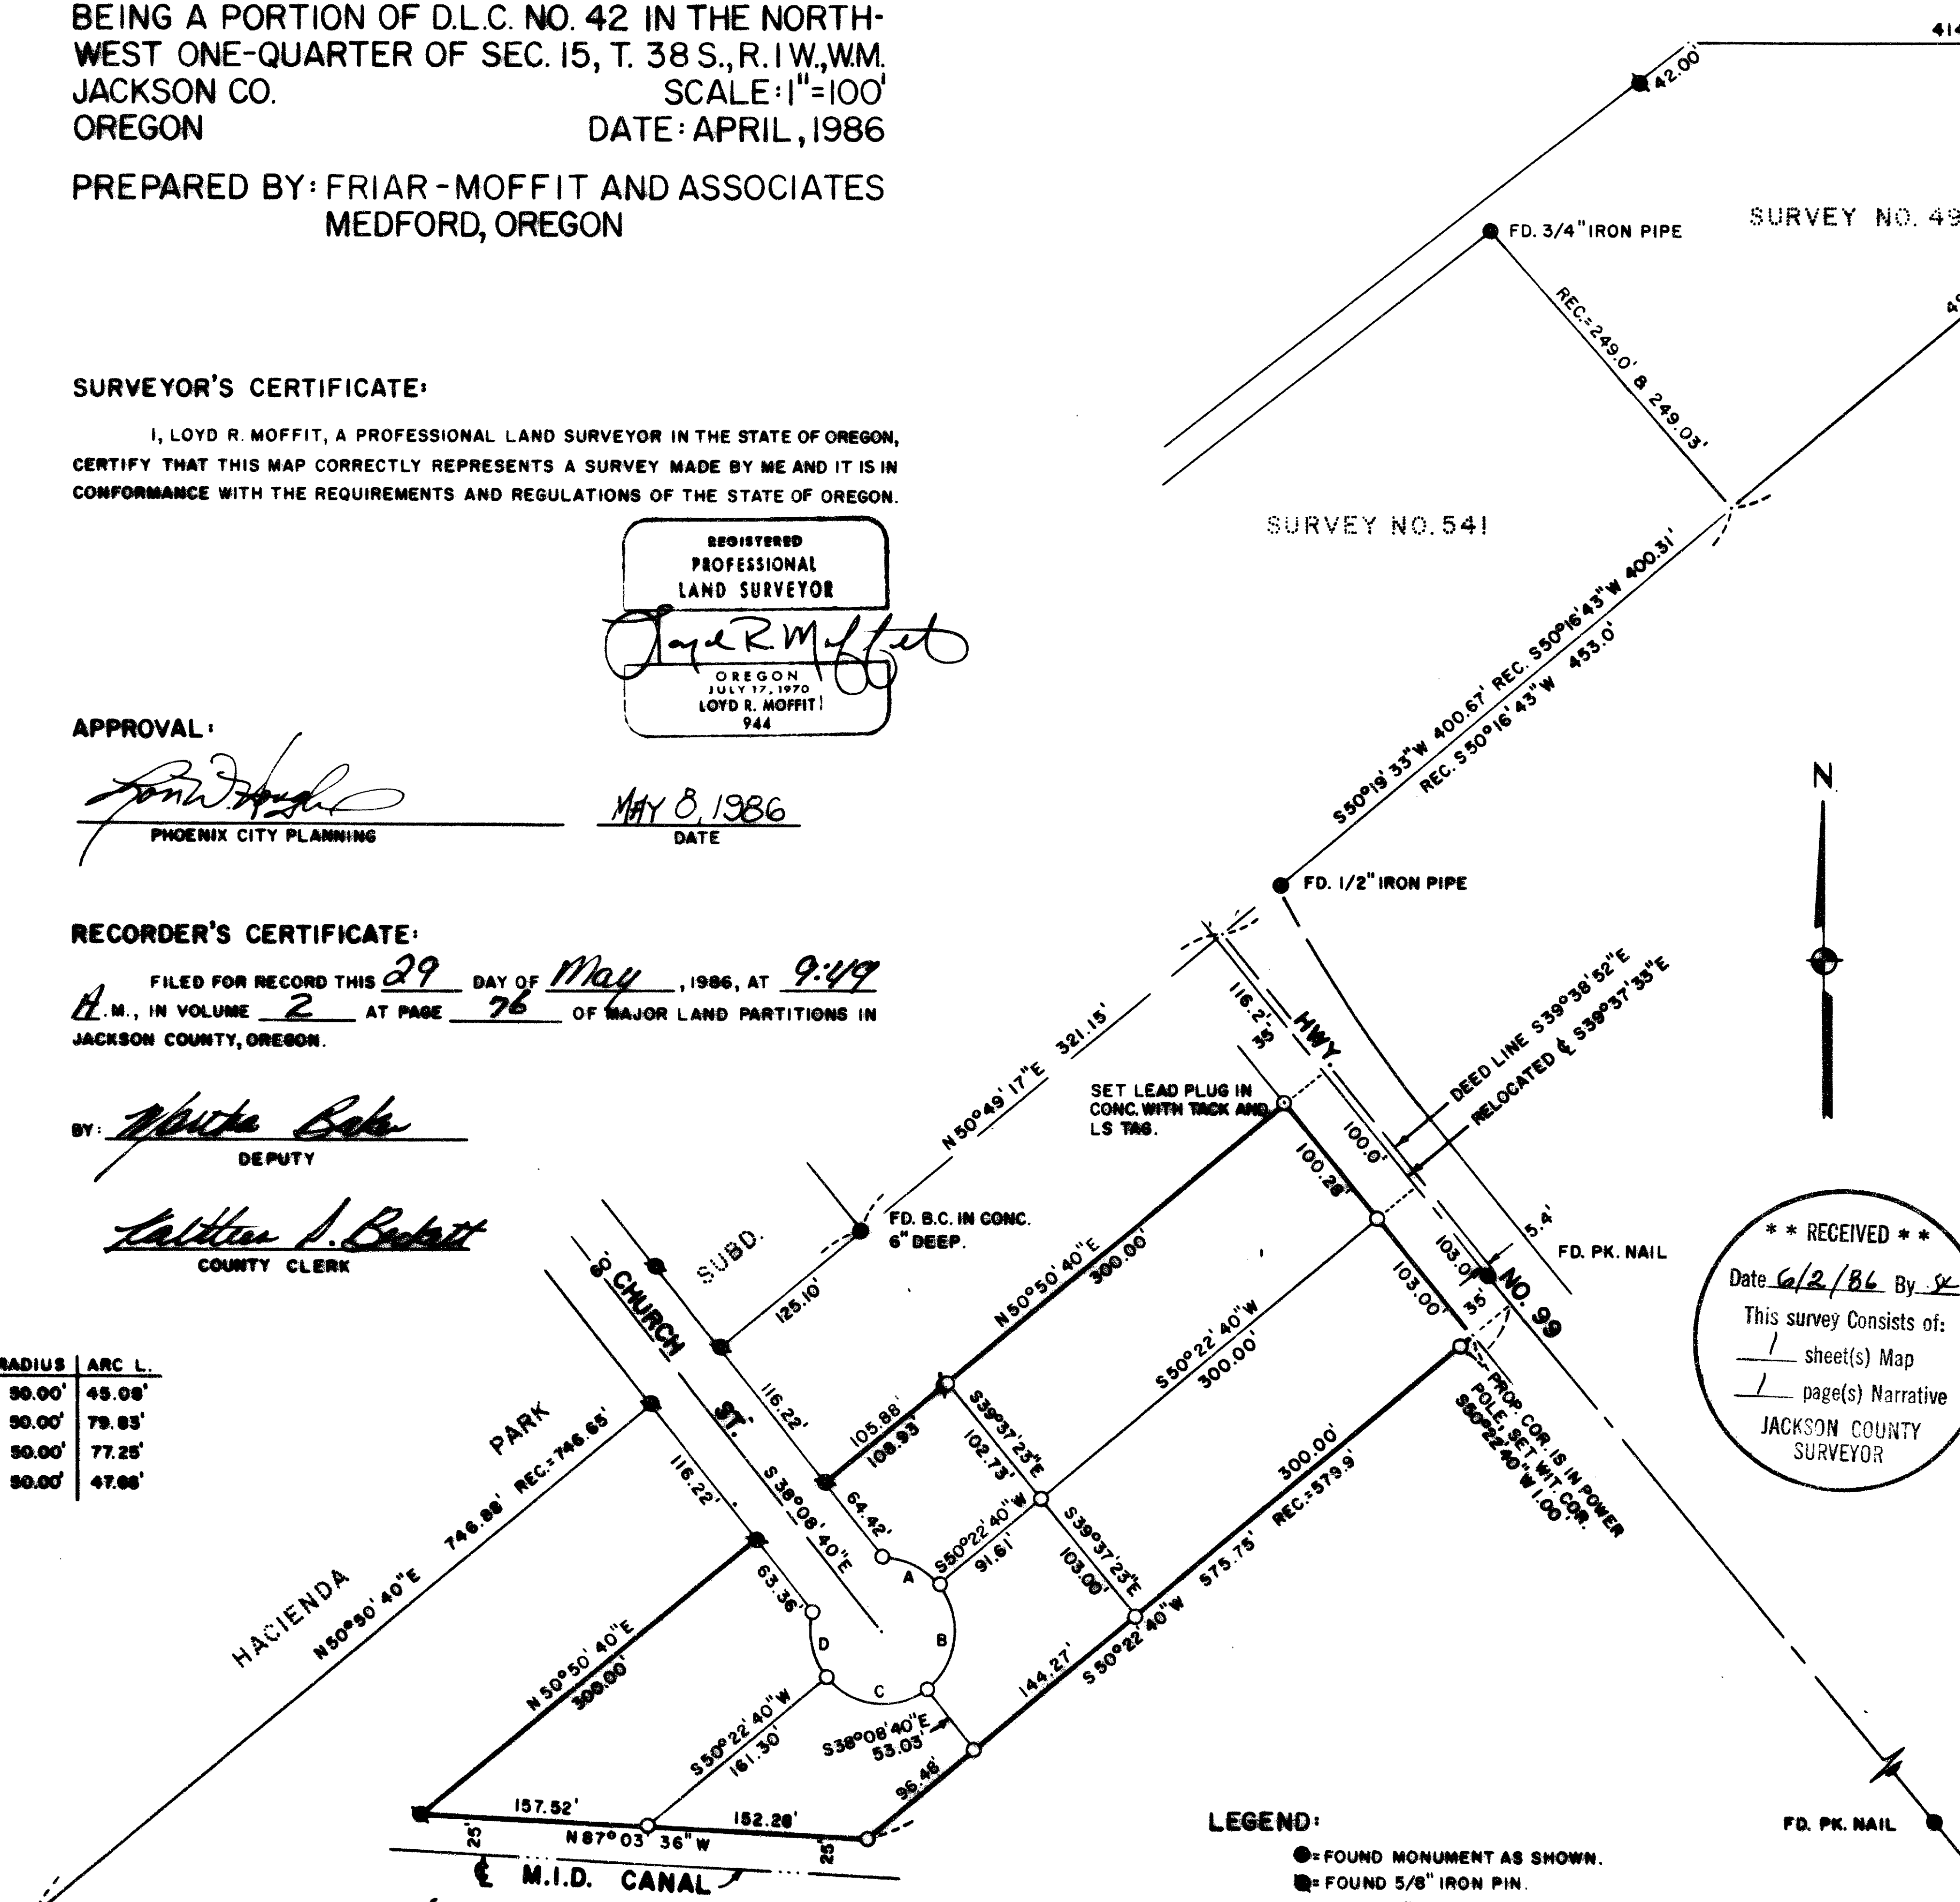 BEING A PORTION OF D.L.C. NO. 42 IN THE NORTH-
WEST ONE-QUARTER OF SEC. 15, T. 38 S., R. 1 W., W.M.
JACKSON CO. SCALE: 1"=100'
OREGON DATE: APRIL, 1986
PREPARED BY: FRIAR-MOFFIT AND ASSOCIATES
MEDFORD, OREGON
SURVEYOR'S CERTIFICATE:
I, LOYD R. MOFFIT, A PROFESSIONAL LAND SURVEYOR IN THE STATE OF OREGON,
CERTIFY THAT THIS MAP CORRECTLY REPRESENTS A SURVEY MADE BY ME AND IT IS IN
CONFORMANCE WITH THE REQUIREMENTS AND REGULATIONS OF THE STATE OF OREGON.
REGISTERED
PROFESSIONAL
LAND SURVEYOR
Loyd R. Moffit
OREGON
JULY 17, 1970
LOYD R. MOFFIT
944
APPROVAL:
MAY 8, 1986
PHOENIX CITY PLANNING DATE
RECORDER'S CERTIFICATE:
FILED FOR RECORD THIS 29 DAY OF May, 1986, AT 9:49
A.M., IN VOLUME 2 AT PAGE 76 OF MAJOR LAND PARTITIONS IN
JACKSON COUNTY, OREGON.
BY:
DEPUTY
COUNTY CLERK
RADIUS ARC L.
50.00' 45.09'
50.00' 79.83'
50.00' 77.25'
50.00'
414
42.00'
FD. 3/4" IRON PIPE
SURVEY NO. 49
REC.=249.0' & 249.03'
SURVEY NO. 541
S50°19'33"W 400.67' REC. S50°16'43"W 400.31'
REC. S50°16'43"W 453.0'
N
FD. 1/2" IRON PIPE
116.2'
35'
HWY.
DEED LINE S39°38'52"E
RELOCATED ℄ S39°37'33"E
N50°49'17"E 321.15'
SET LEAD PLUG IN
CONC. WITH TACK AND
LS TAG.
100.0'
100.28'
FD. B.C. IN CONC.
6" DEEP.
SUBD.
125.10'
N50°50'40"E
300.00'
103.0'
103.00'
5.4'
FD. PK. NAIL
35'
NO. 99
* * RECEIVED * *
Date 6/2/86 By
This survey Consists of:
1 sheet(s) Map
1 page(s) Narrative
JACKSON COUNTY
SURVEYOR
60'
CHURCH
ST.
116.22'
S50°22'40"W
300.00'
PROP. COR. IS IN POWER
POLE, SET WIT. COR.
S50°22'40"W 1.00'
PARK
746.88' REC.=746.65'
116.22'
S38°08'40"E
105.88'
108.93'
S39°37'23"E
102.73'
64.42'
S50°22'40"W
91.61'
S39°37'23"E
103.00'
300.00'
REC.=579.9'
575.75'
HACIENDA
N50°50'40"E
63.36'
A
B
C
D
N50°50'40"E
300.00'
144.27'
S50°22'40"W
S50°22'40"W
161.30'
S38°08'40"E
53.03'
96.48'
157.52'
152.28'
25'
N87°03'36"W
25'
℄ M.I.D. CANAL
LEGEND:
= FOUND MONUMENT AS SHOWN.
= FOUND 5/8" IRON PIN.
FD. PK. NAIL